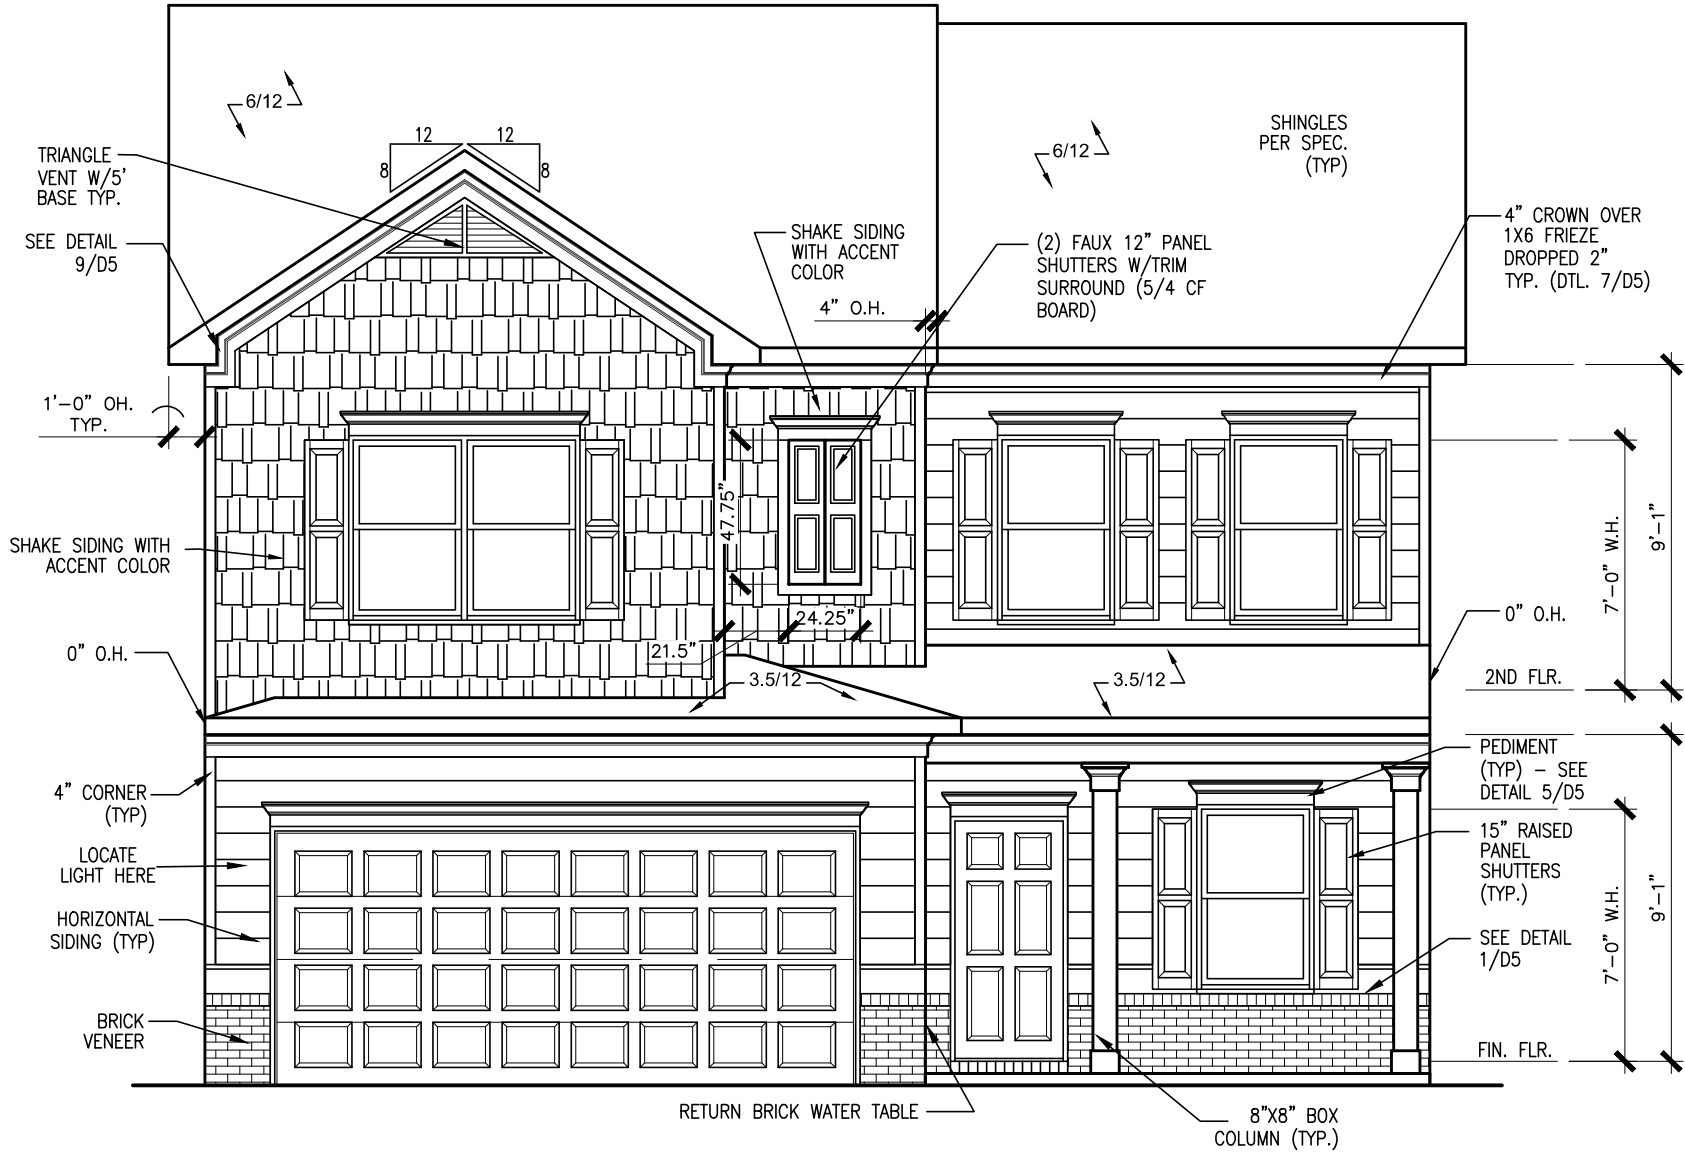 6/12
12
12
8
8
TRIANGLE
VENT W/5'
BASE TYP.
SEE DETAIL
9/D5
6/12
SHINGLES
PER SPEC.
(TYP)
SHAKE SIDING
WITH ACCENT
COLOR
(2) FAUX 12" PANEL
SHUTTERS W/TRIM
SURROUND (5/4 CF
BOARD)
4" O.H.
4" CROWN OVER
1X6 FRIEZE
DROPPED 2"
TYP. (DTL. 7/D5)
1'-0" OH.
TYP.
SHAKE SIDING WITH
ACCENT COLOR
47.75"
24.25"
21.5"
7'-0" W.H.
9'-1"
0" O.H.
0" O.H.
2ND FLR.
3.5/12
3.5/12
4" CORNER
(TYP)
LOCATE
LIGHT HERE
HORIZONTAL
SIDING (TYP)
BRICK
VENEER
PEDIMENT
(TYP) - SEE
DETAIL 5/D5
15" RAISED
PANEL
SHUTTERS
(TYP.)
SEE DETAIL
1/D5
7'-0" W.H.
9'-1"
FIN. FLR.
RETURN BRICK WATER TABLE
8"X8" BOX
COLUMN (TYP.)